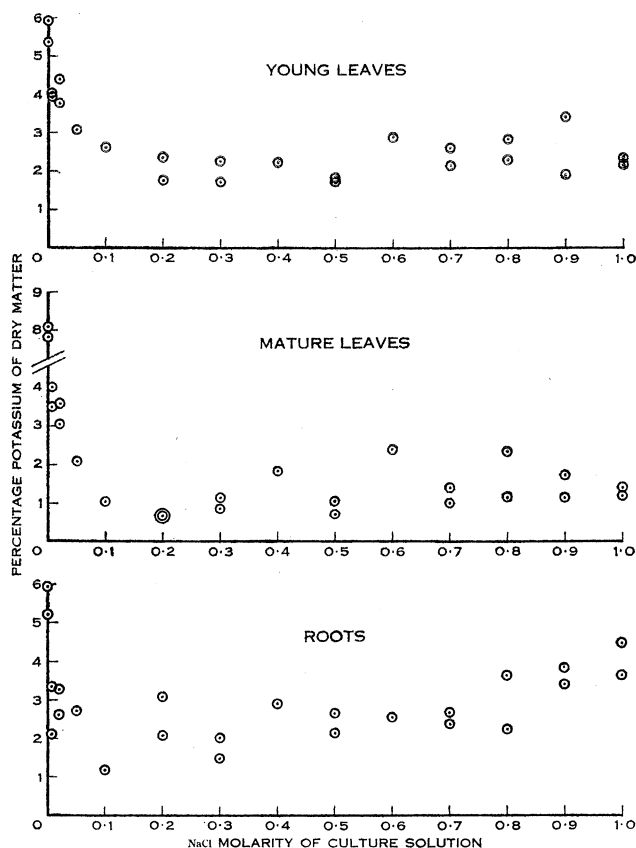 PERCENTAGE POTASSIUM OF DRY MATTER
YOUNG LEAVES
6
5
4
3
2
1
0 0·1 0·2 0·3 0·4 0·5 0·6 0·7 0·8 0·9 1·0
MATURE LEAVES
9
8
4
3
2
1
0 0·1 0·2 0·3 0·4 0·5 0·6 0·7 0·8 0·9 1·0
ROOTS
6
5
4
3
2
1
0 0·1 0·2 0·3 0·4 0·5 0·6 0·7 0·8 0·9 1·0
NaCl MOLARITY OF CULTURE SOLUTION